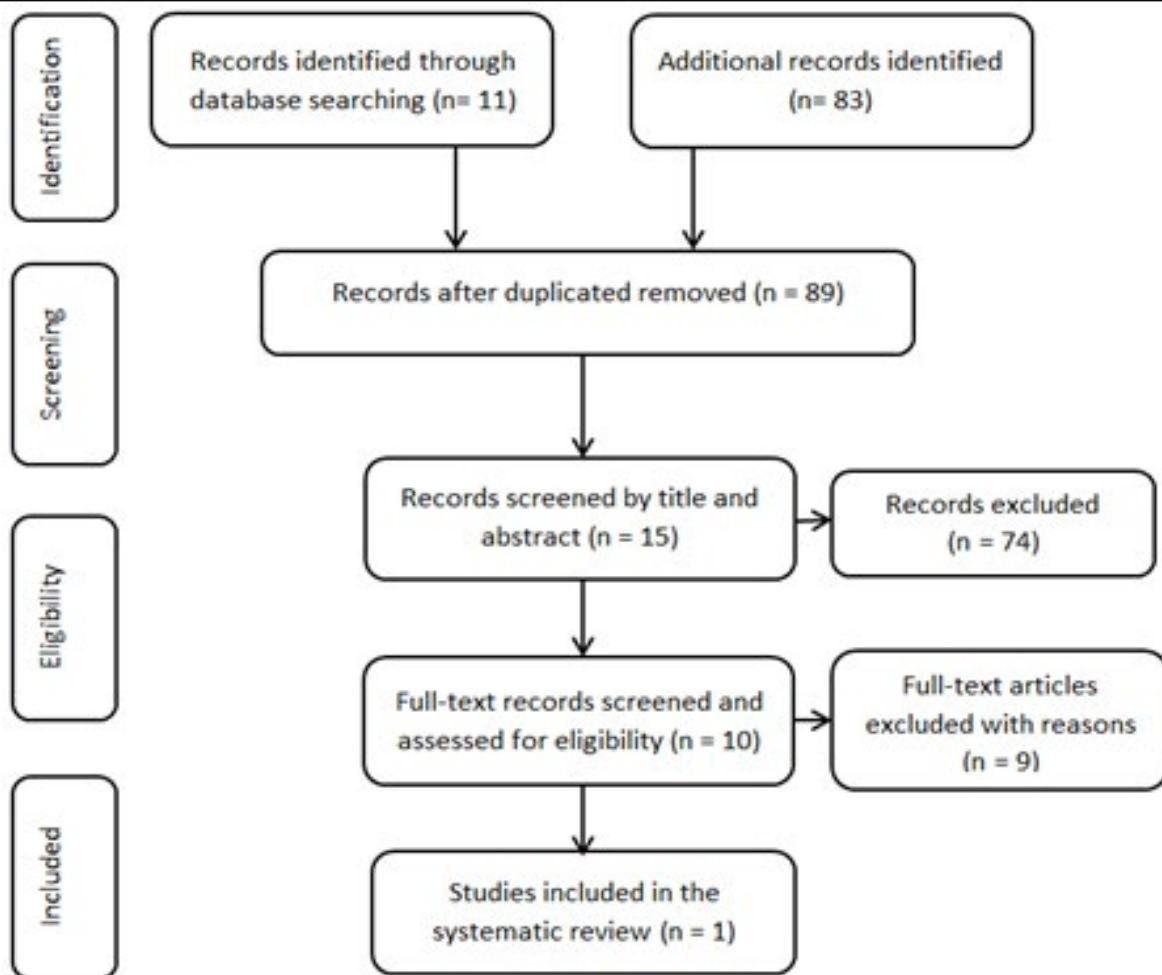 Identification
Records identified through
database searching (n= 11)
Additional records identified
(n= 83)
Screening
Records after duplicated removed (n = 89)
Records screened by title and
abstract (n = 15)
Records excluded
(n = 74)
Eligibility
Full-text records screened and
assessed for eligibility (n = 10)
Full-text articles
excluded with reasons
(n = 9)
Included
Studies included in the
systematic review (n = 1)